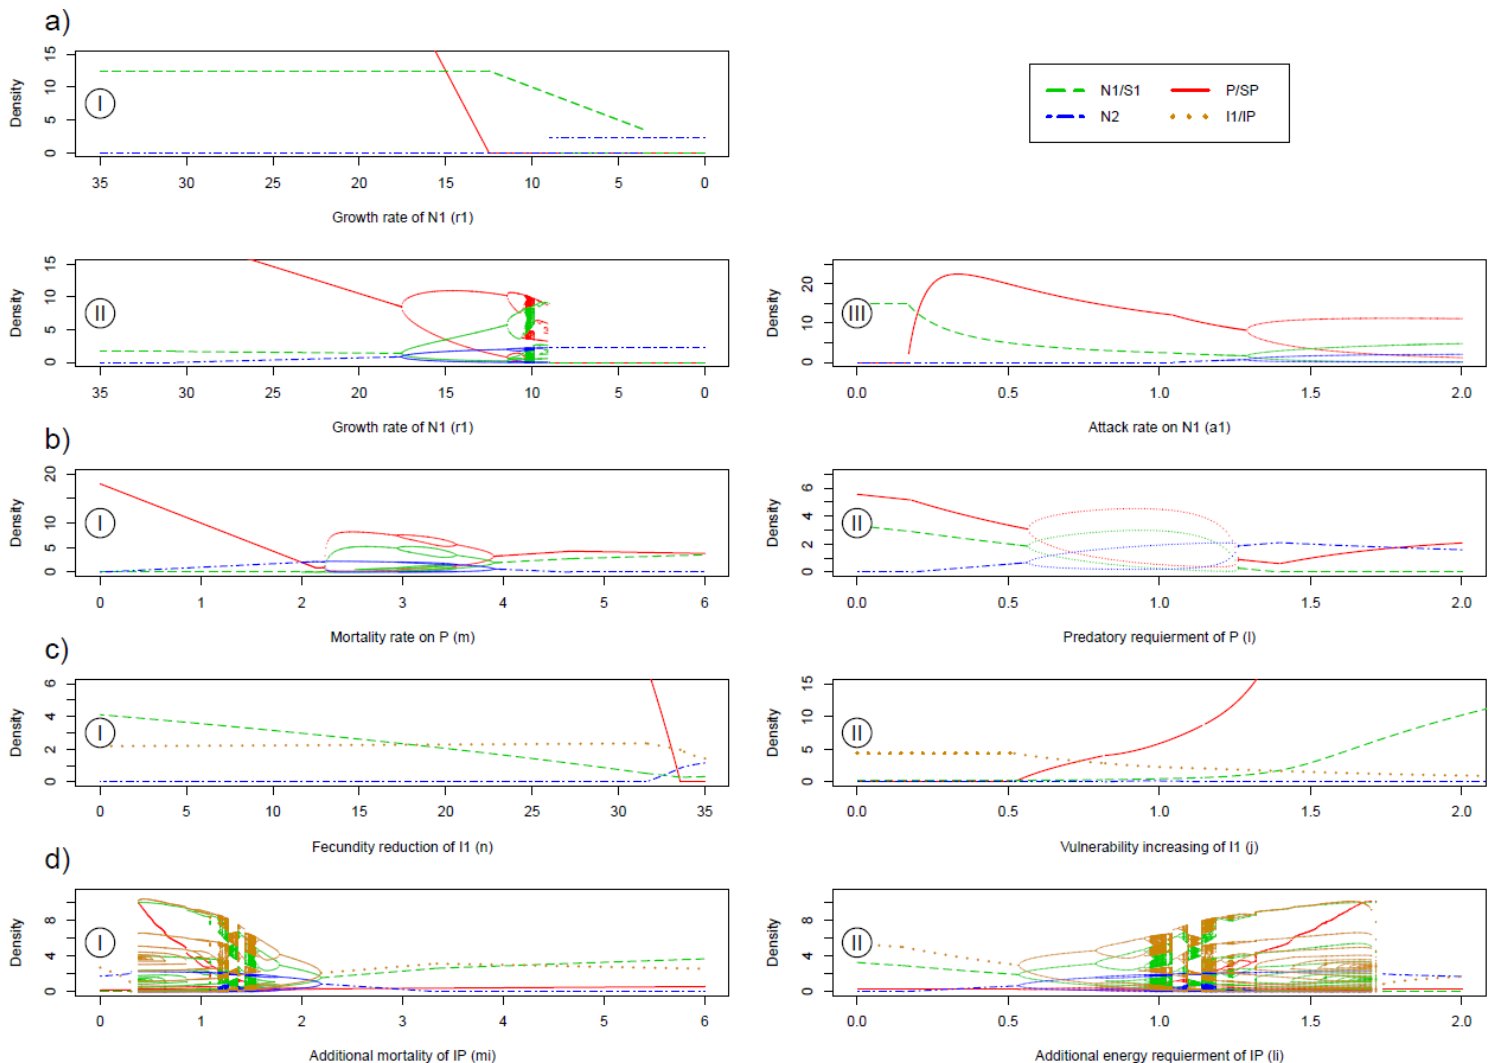 a)
15
10
5
0
Density
I
35 30 25 20 15 10 5 0
Growth rate of N1 (r1)
N1/S1 P/SP
N2 I1/IP
15
10
5
0
Density
II
35 30 25 20 15 10 5 0
Growth rate of N1 (r1)
20
10
0
Density
III
0.0 0.5 1.0 1.5 2.0
Attack rate on N1 (a1)
b)
20
10
5
0
Density
I
0 1 2 3 4 5 6
Mortality rate on P (m)
6
4
2
0
Density
II
0.0 0.5 1.0 1.5 2.0
Predatory requierment of P (l)
c)
6
4
2
0
Density
I
0 5 10 15 20 25 30 35
Fecundity reduction of I1 (n)
15
10
5
0
Density
II
0.0 0.5 1.0 1.5 2.0
Vulnerability increasing of I1 (j)
d)
8
4
2
0
Density
I
0 1 2 3 4 5 6
Additional mortality of IP (mi)
8
4
2
0
Density
II
0.0 0.5 1.0 1.5 2.0
Additional energy requierment of IP (li)